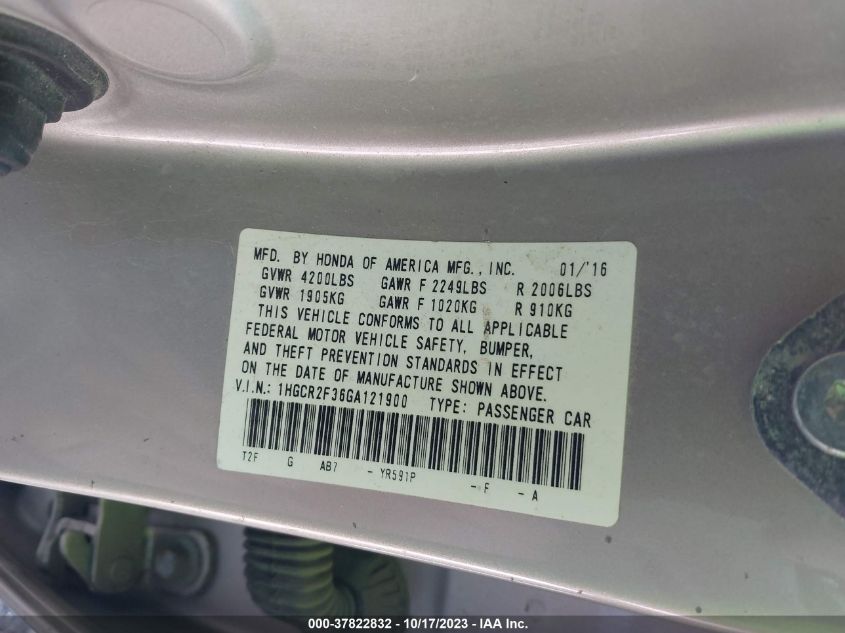 MFD. BY HONDA OF AMERICA MFG., INC. 01/'16
GVWR 4200LBS GAWR F 2249LBS R 2006LBS
GVWR 1905KG GAWR F 1020KG R 910KG
THIS VEHICLE CONFORMS TO ALL APPLICABLE
FEDERAL MOTOR VEHICLE SAFETY, BUMPER,
AND THEFT PREVENTION STANDARDS IN EFFECT
ON THE DATE OF MANUFACTURE SHOWN ABOVE.
V.I.N.: 1HGCR2F36GA121900 TYPE: PASSENGER CAR
T2F G AB7 - YR591P - F - A
000-37822832 - 10/17/2023 - IAA Inc.